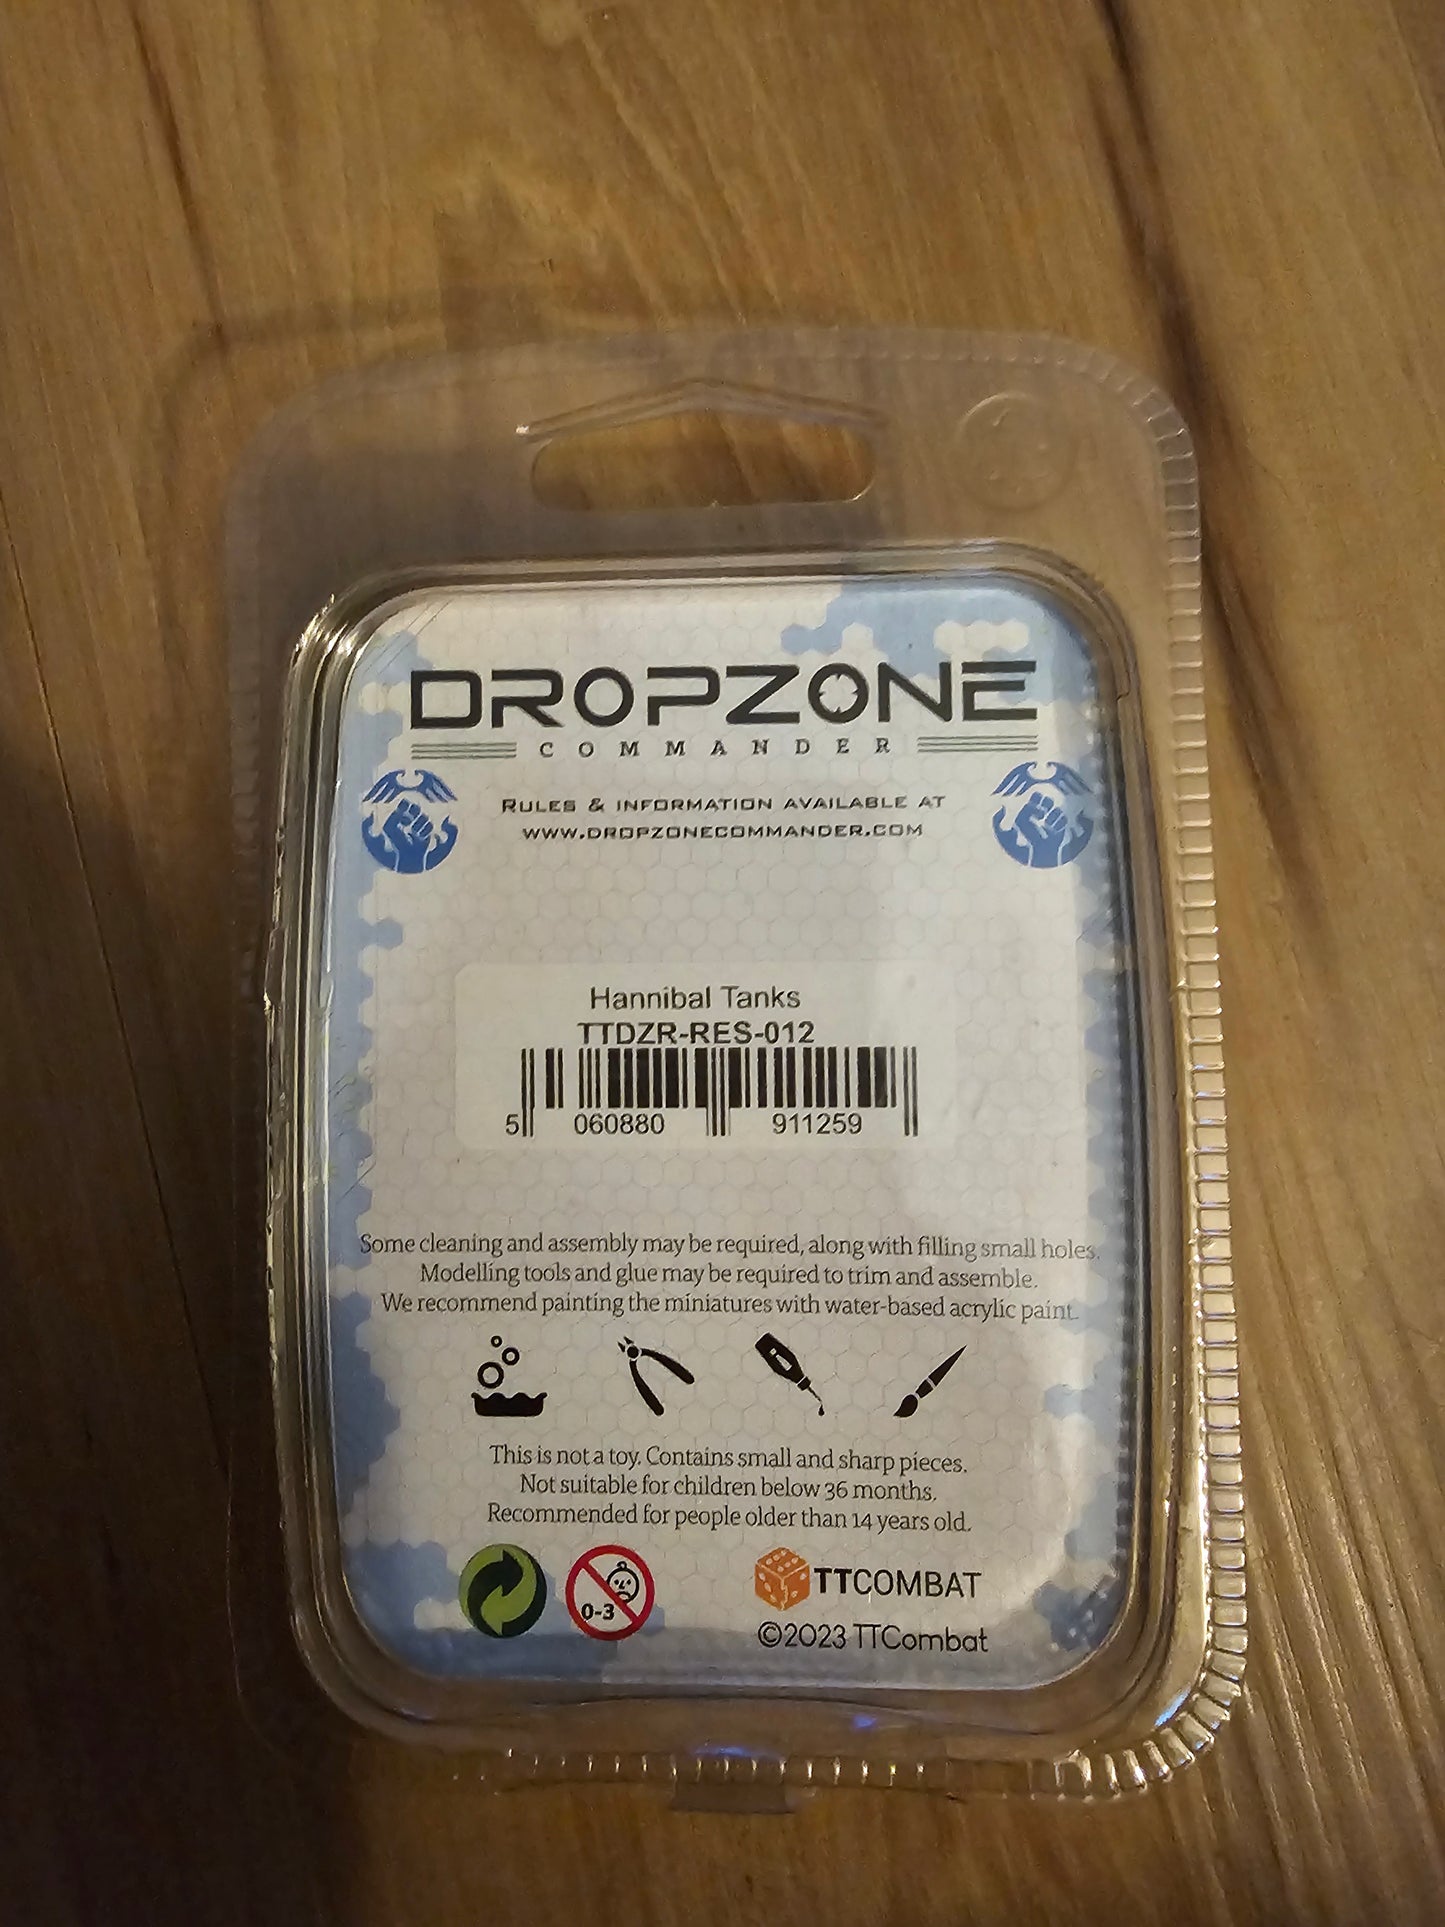 DROPZONE
COMMANDER
RULES & INFORMATION AVAILABLE AT
WWW.DROPZONECOMMANDER.COM
Hannibal Tanks
TTDZR-RES-012
5 060880 911259
Some cleaning and assembly may be required, along with filling small holes.
Modelling tools and glue may be required to trim and assemble.
We recommend painting the miniatures with water-based acrylic paint.
This is not a toy. Contains small and sharp pieces.
Not suitable for children below 36 months.
Recommended for people older than 14 years old.
0-3
TTCOMBAT
©2023 TTCombat